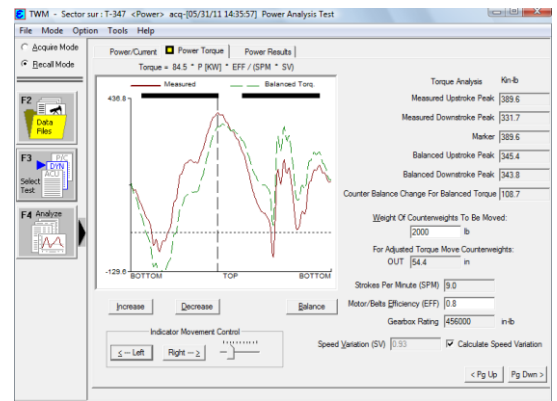 TWM - Sector sur : T-347 <Power> acq-[05/31/11 14:35:57] Power Analysis Test
File Mode Option Tools Help
Acquire Mode
Recall Mode
F2
Data
Files
F3
P/C
DYN
ACU
Select
Test
F4 Analyze
Power/Current Power Torque Power Results
Torque = 84.5 * P [KW] * EFF / (SPM * SV)
Measured Balanced Torq.
436.8
-129.6
BOTTOM TOP BOTTOM
Increase Decrease Balance
Indicator Movement Control
< -- Left Right -- >
Torque Analysis Kin-lb
Measured Upstroke Peak 389.6
Measured Downstroke Peak 331.7
Marker 389.6
Balanced Upstroke Peak 345.4
Balanced Downstroke Peak 343.8
Counter Balance Change For Balanced Torque 108.7
Weight Of Counterweights To Be Moved:
2000 lb
For Adjusted Torque Move Counterweights:
OUT 54.4 in
Strokes Per Minute (SPM) 9.0
Motor/Belts Efficiency (EFF) 0.8
Gearbox Rating 456000 in-lb
Speed Variation (SV) 0.93 Calculate Speed Variation
< Pg Up Pg Dwn >